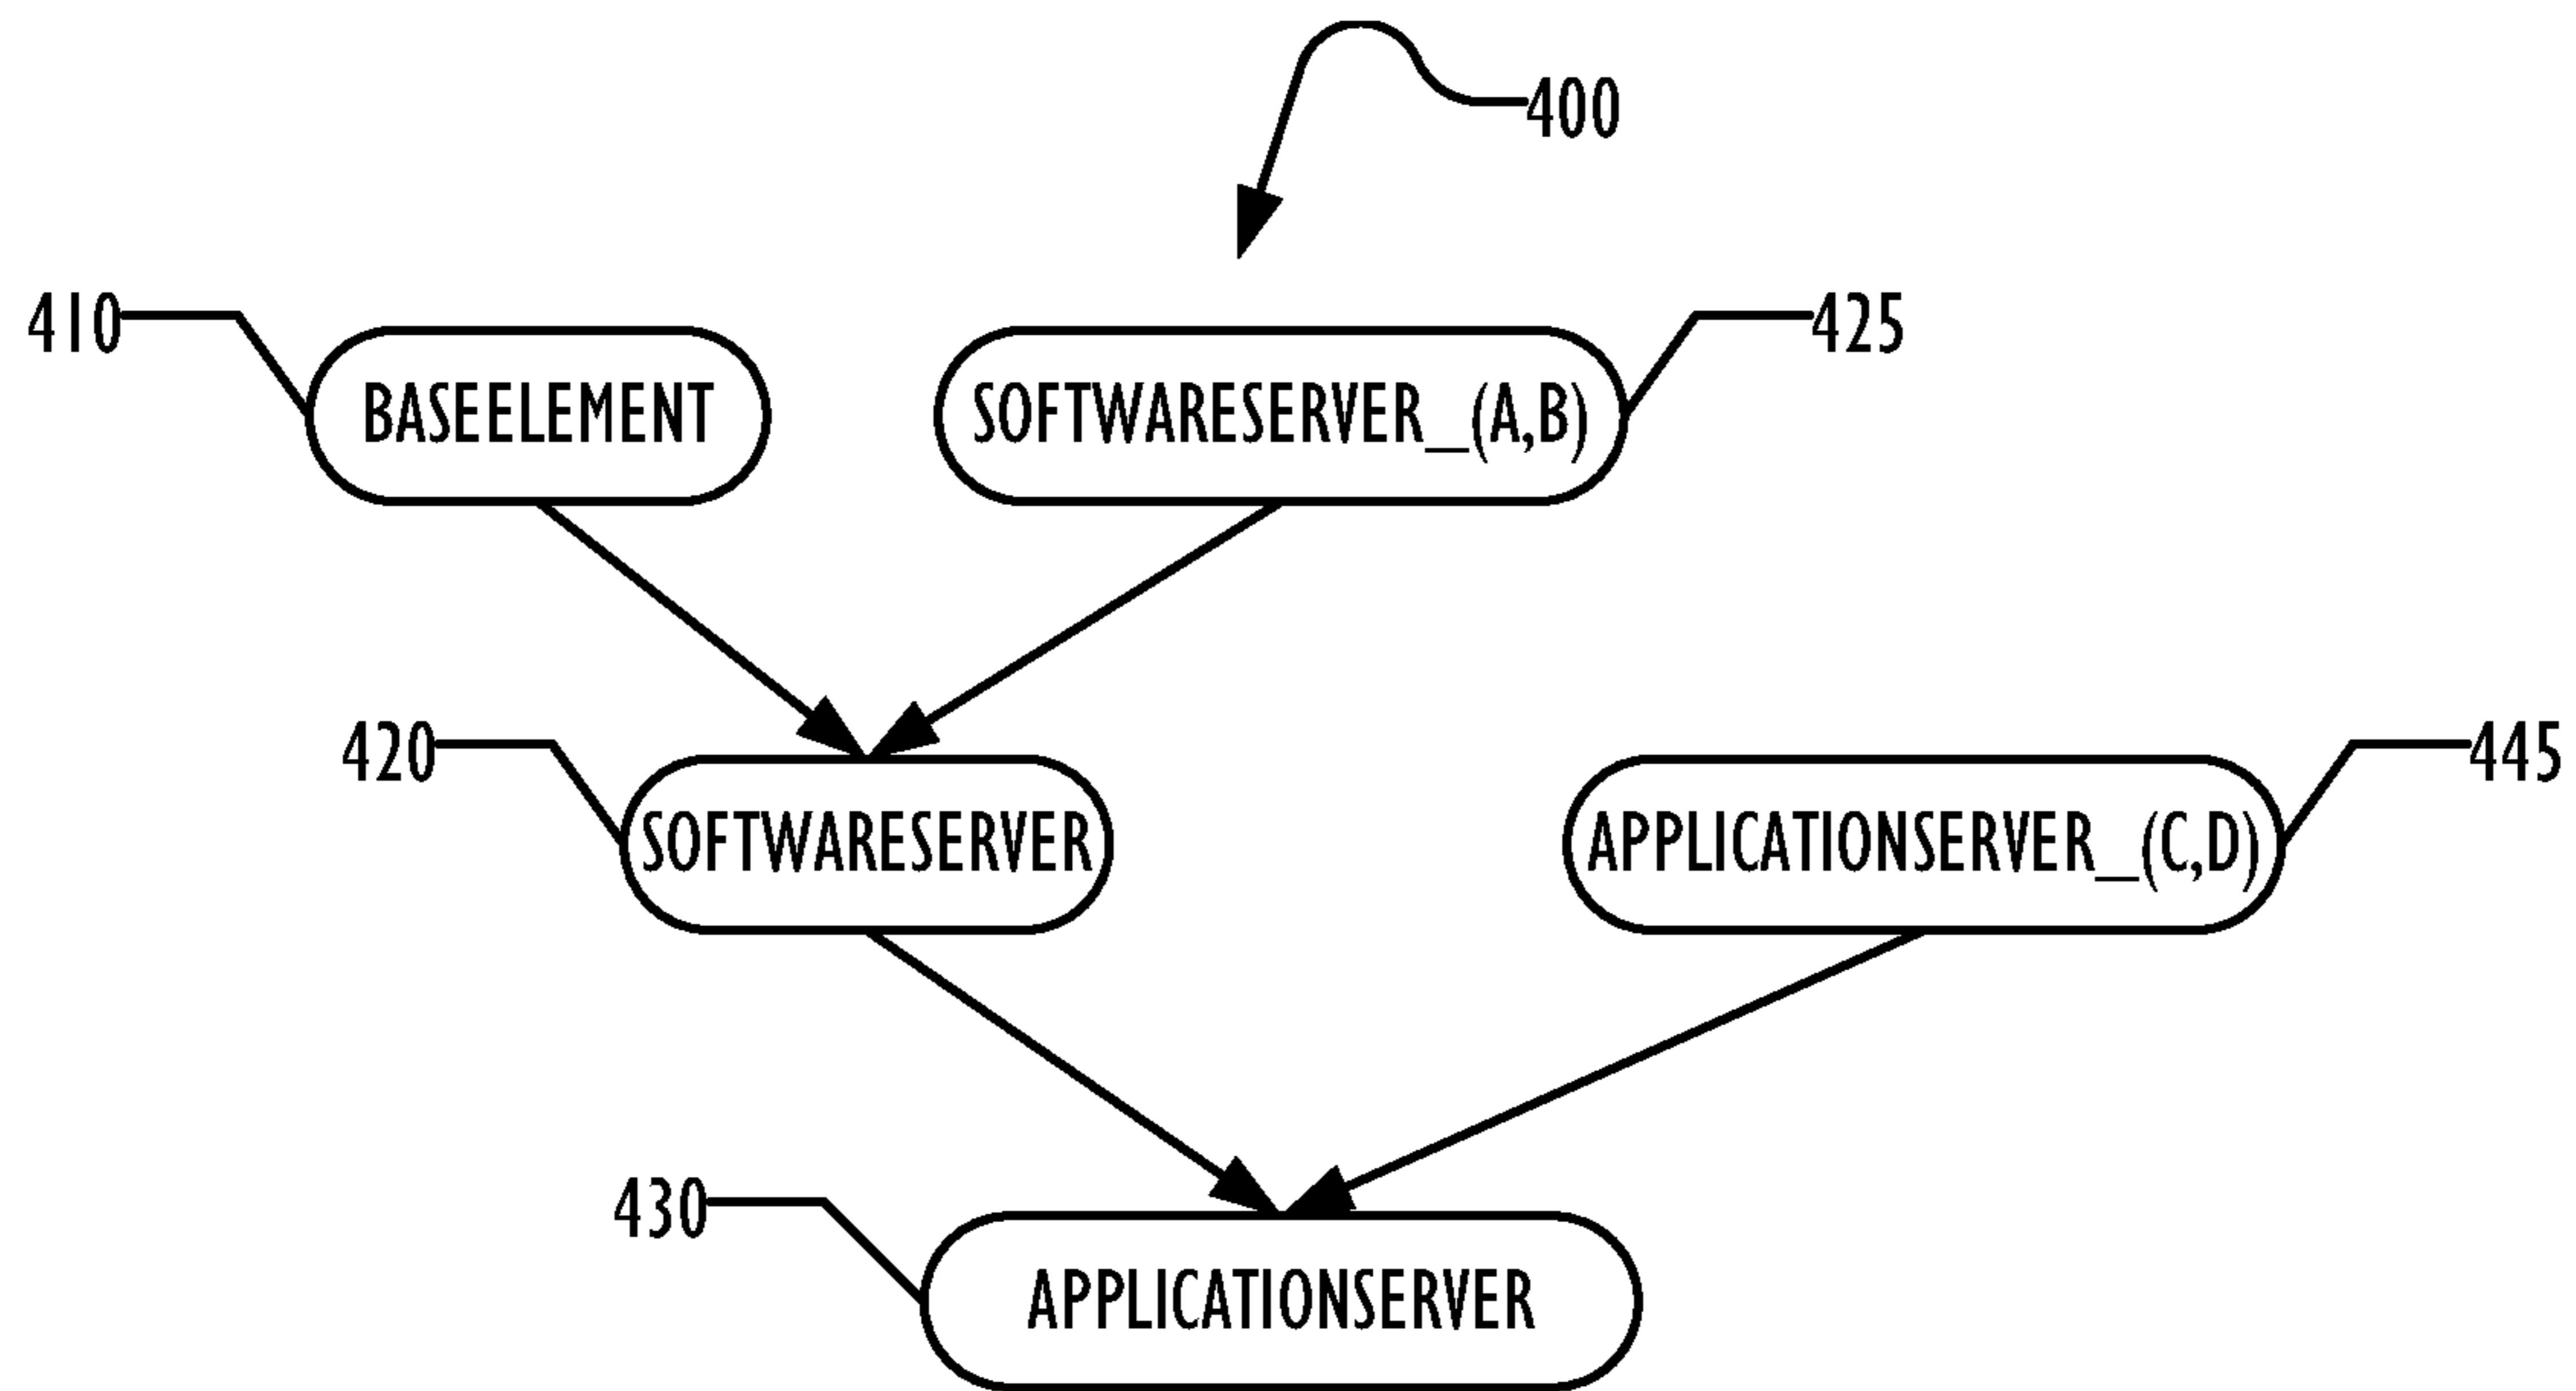 400
410
425
BASEELEMENT
SOFTWARESERVER_(A,B)
420
445
SOFTWARESERVER
APPLICATIONSERVER_(C,D)
430
APPLICATIONSERVER